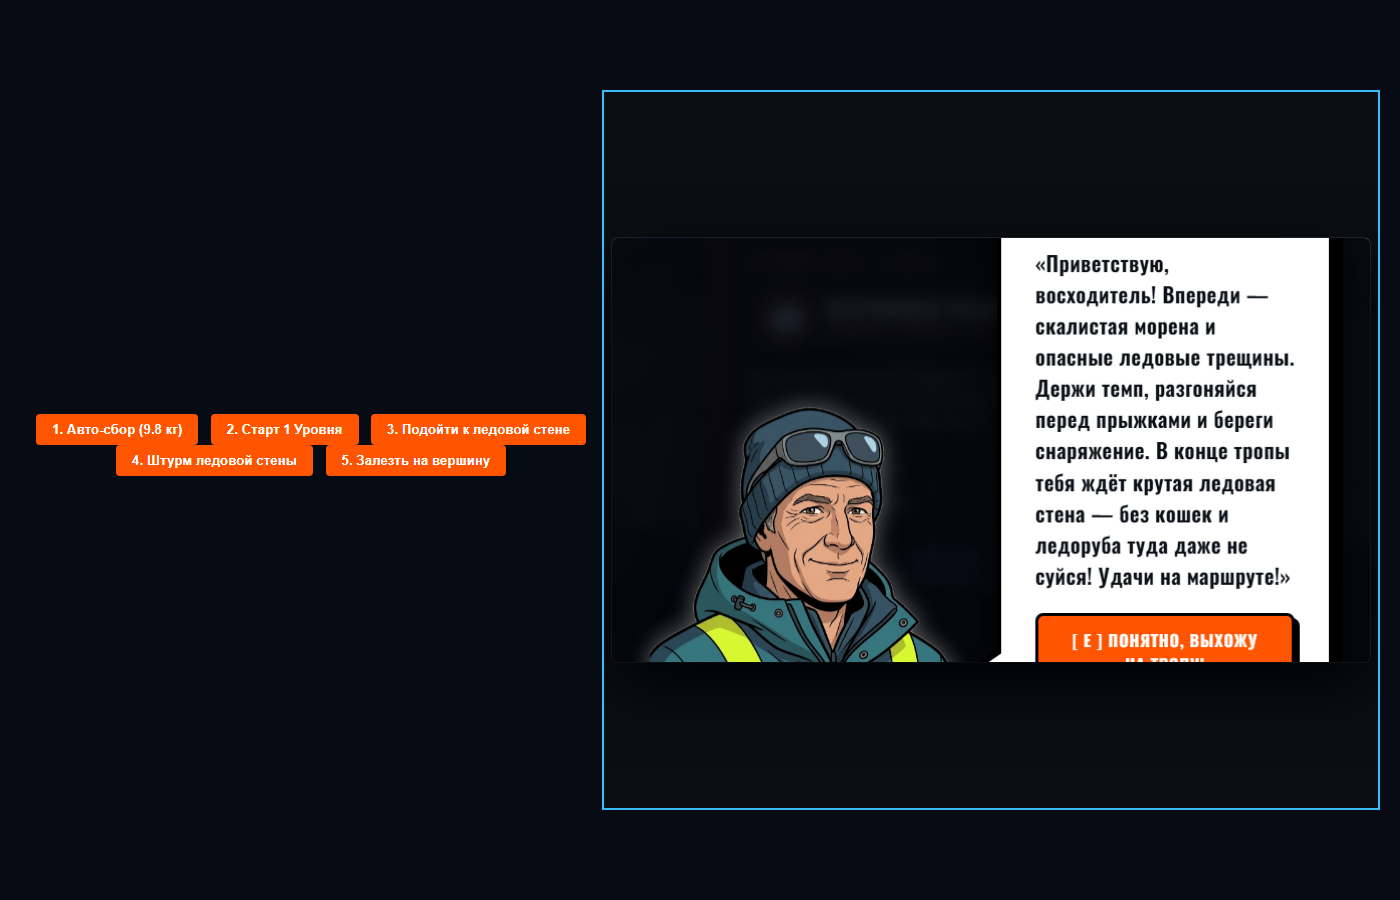 1. Авто-сбор (9.8 кг)
2. Старт 1 Уровня
3. Подойти к ледовой стене
4. Штурм ледовой стены
5. Залезть на вершину
«Приветствую,
восходитель! Впереди —
скалистая морена и
опасные ледовые трещины.
Держи темп, разгоняйся
перед прыжками и береги
снаряжение. В конце тропы
тебя ждёт крутая ледовая
стена — без кошек и
ледоруба туда даже не
суйся! Удачи на маршруте!»
[ E ] ПОНЯТНО, ВЫХОЖУ